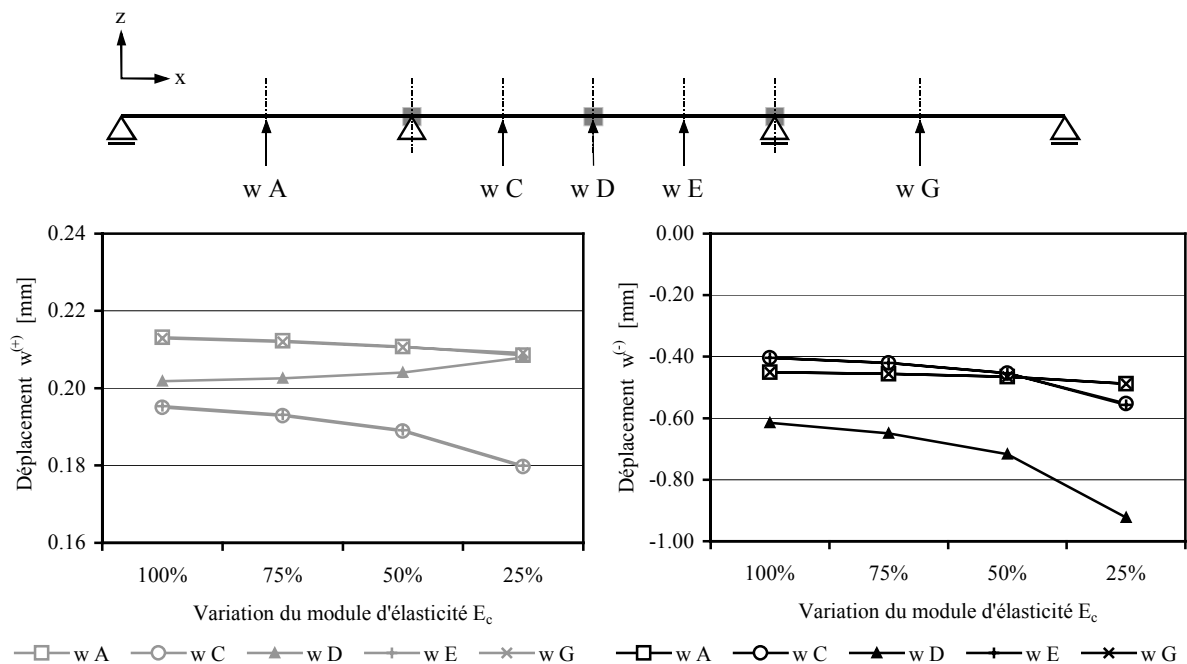 z
x
w A
w C
w D
w E
w G
Déplacement w(+) [mm]
0.24
0.22
0.20
0.18
0.16
100% 75% 50% 25%
Variation du module d'élasticité Ec
w A w C w D w E w G
Déplacement w(-) [mm]
0.00
-0.20
-0.40
-0.60
-0.80
-1.00
100% 75% 50% 25%
Variation du module d'élasticité Ec
w A w C w D w E w G